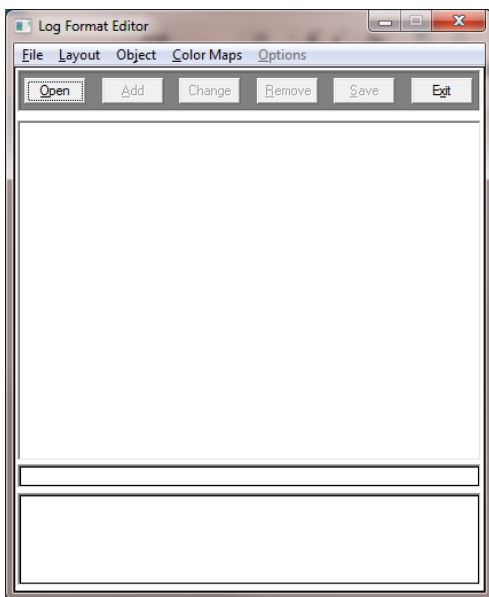 Log Format Editor
File Layout Object Color Maps Options
Open Add Change Remove Save Exit